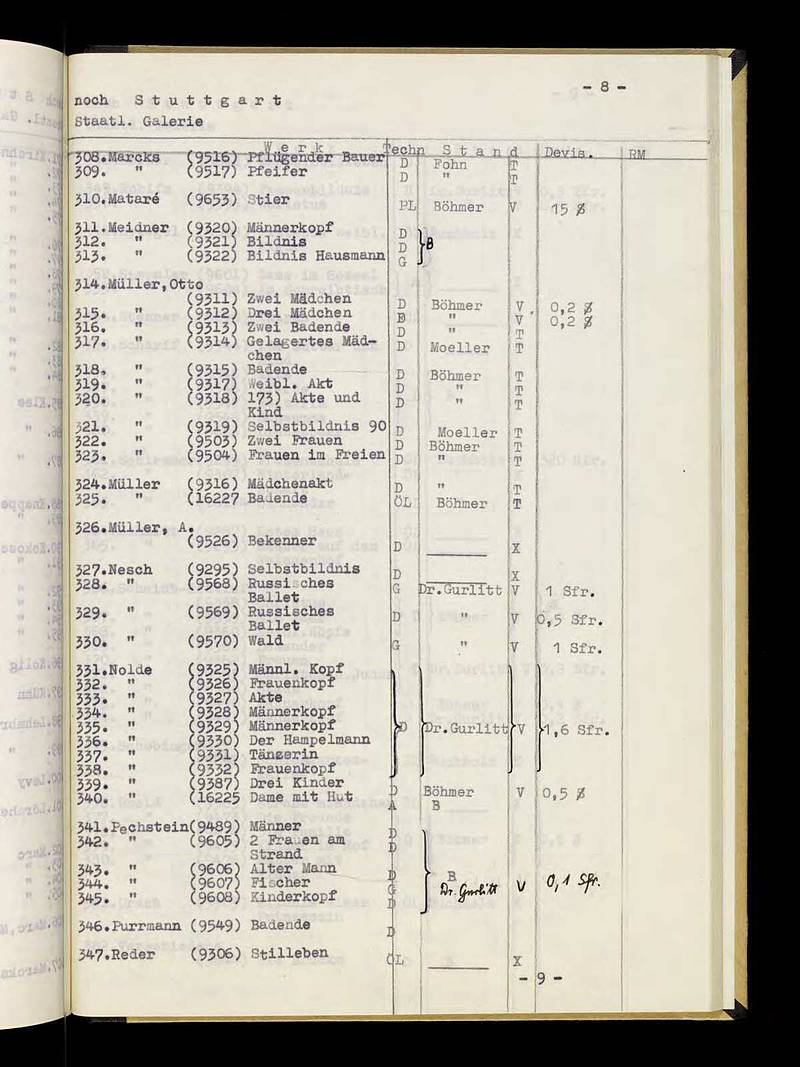 - 8 -
noch S t u t t g a r t
Staatl. Galerie
W e r k Techn S t a n d Devis. RM
308.Marcks (9516) Pflügender Bauer D Fohn T
309. " (9517) Pfeifer D " T
310.Mataré (9653) Stier PL Böhmer V 15 $
311.Meidner (9320) Männerkopf D
312. " (9321) Bildnis D B
313. " (9322) Bildnis Hausmann G
314.Müller,Otto
(9311) Zwei Mädchen D Böhmer V 0,2 $
315. " (9312) Drei Mädchen D " V 0,2 $
316. " (9313) Zwei Badende D " T
317. " (9314) Gelagertes Mäd-
chen D Moeller T
318. " (9315) Badende D Böhmer T
319. " (9317) Weibl. Akt D " T
320. " (9318) 173) Akte und D " T
Kind
321. " (9319) Selbstbildnis 90 D Moeller T
322. " (9503) Zwei Frauen D Böhmer T
323. " (9504) Frauen im Freien D " T
324.Müller (9316) Mädchenakt D " T
325. " (16227 Badende ÖL Böhmer T
326.Müller, A.
(9526) Bekenner D X
327.Nesch (9295) Selbstbildnis D X
328. " (9568) Russisches G Dr.Gurlitt V 1 Sfr.
Ballet
329. " (9569) Russisches D " V 0,5 Sfr.
Ballet
330. " (9570) Wald G " V 1 Sfr.
331.Nolde (9325) Männl. Kopf
332. " (9326) Frauenkopf
333. " (9327) Akte
334. " (9328) Männerkopf
335. " (9329) Männerkopf D Dr.Gurlitt V 1,6 Sfr.
336. " (9330) Der Hampelmann
337. " (9331) Tänzerin
338. " (9332) Frauenkopf
339. " (9387) Drei Kinder D Böhmer V 0,5 $
340. " (16225 Dame mit Hut A B
341.Pechstein(9489) Männer D
342. " (9605) 2 Frauen am D
Strand
343. " (9606) Alter Mann D B
344. " (9607) Fischer G Dr. Gurlitt V 0,1 Sfr.
345. " (9608) Kinderkopf D
346.Purrmann (9549) Badende D
347.Reder (9306) Stilleben ÖL X
- 9 -